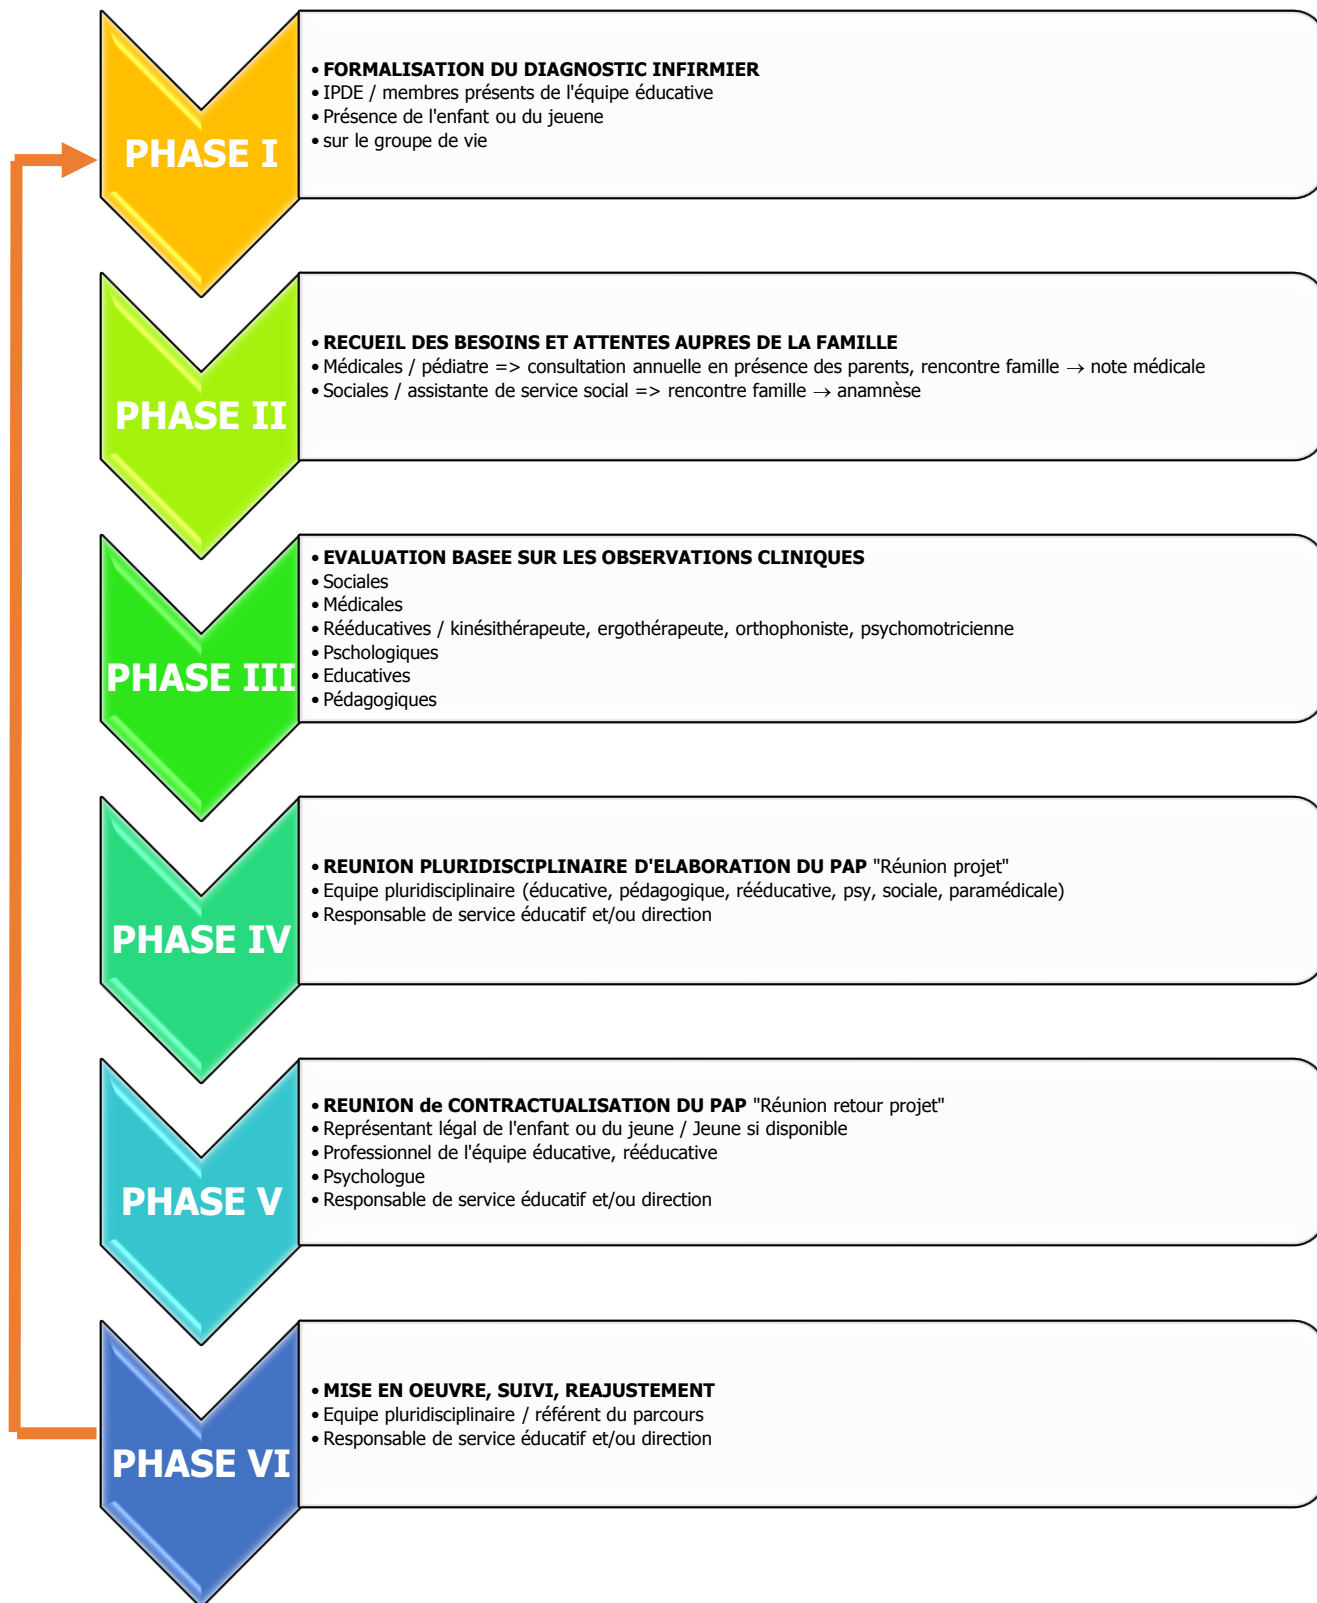 PHASE I
• FORMALISATION DU DIAGNOSTIC INFIRMIER
• IPDE / membres présents de l'équipe éducative
• Présence de l'enfant ou du jeuene
• sur le groupe de vie
PHASE II
• RECUEIL DES BESOINS ET ATTENTES AUPRES DE LA FAMILLE
• Médicales / pédiatre => consultation annuelle en présence des parents, rencontre famille → note médicale
• Sociales / assistante de service social => rencontre famille → anamnèse
PHASE III
• EVALUATION BASEE SUR LES OBSERVATIONS CLINIQUES
• Sociales
• Médicales
• Rééducatives / kinésithérapeute, ergothérapeute, orthophoniste, psychomotricienne
• Pschologiques
• Educatives
• Pédagogiques
PHASE IV
• REUNION PLURIDISCIPLINAIRE D'ELABORATION DU PAP "Réunion projet"
• Equipe pluridisciplinaire (éducative, pédagogique, rééducative, psy, sociale, paramédicale)
• Responsable de service éducatif et/ou direction
PHASE V
• REUNION de CONTRACTUALISATION DU PAP "Réunion retour projet"
• Représentant légal de l'enfant ou du jeune / Jeune si disponible
• Professionnel de l'équipe éducative, rééducative
• Psychologue
• Responsable de service éducatif et/ou direction
PHASE VI
• MISE EN OEUVRE, SUIVI, REAJUSTEMENT
• Equipe pluridisciplinaire / référent du parcours
• Responsable de service éducatif et/ou direction